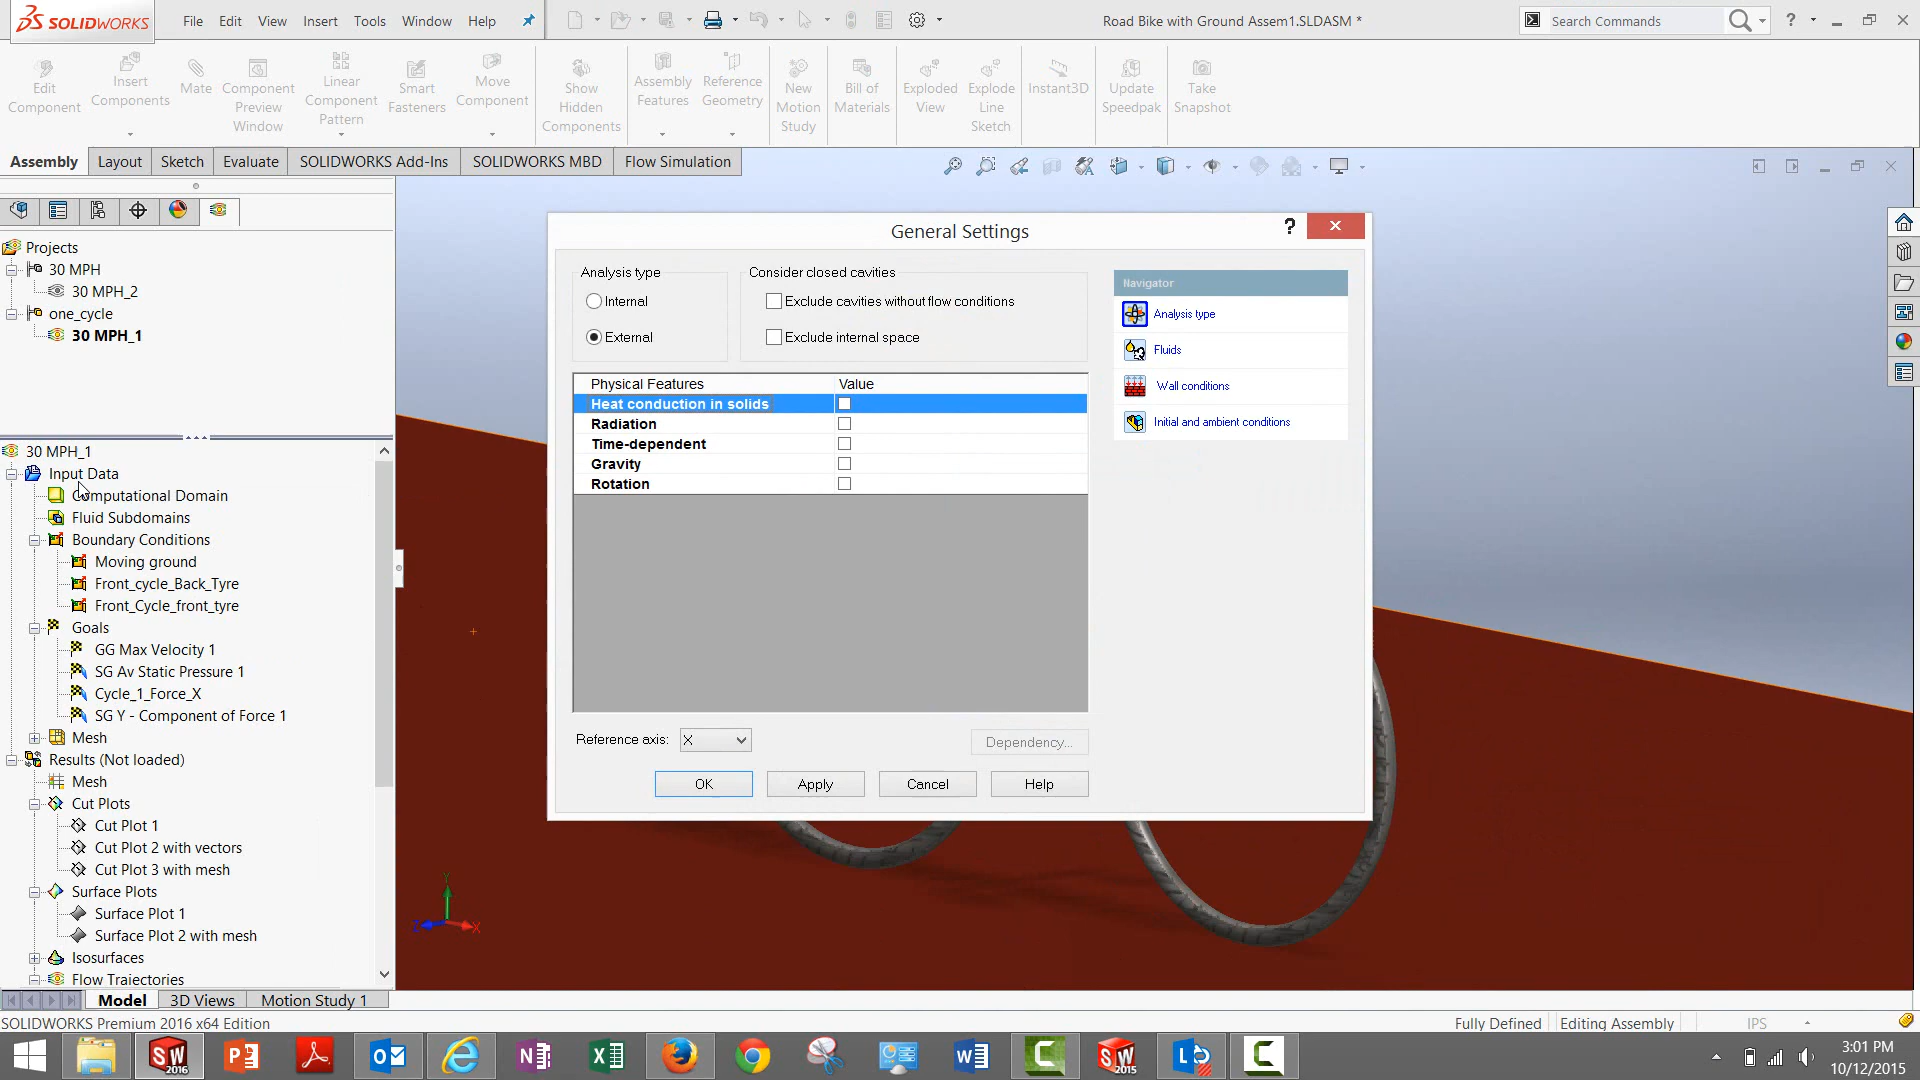 SOLIDWORKS File Edit View Insert Tools Window Help Road Bike with Ground Assem1.SLDASM * Search Commands ?
Edit Component
Insert Components
Mate
Component Preview Window
Linear Component Pattern
Smart Fasteners
Move Component
Show Hidden Components
Assembly Features
Reference Geometry
New Motion Study
Bill of Materials
Exploded View
Explode Line Sketch
Instant3D
Update Speedpak
Take Snapshot
Assembly Layout Sketch Evaluate SOLIDWORKS Add-Ins SOLIDWORKS MBD Flow Simulation
Projects
30 MPH
30 MPH_2
one_cycle
30 MPH_1
30 MPH_1
Input Data
Computational Domain
Fluid Subdomains
Boundary Conditions
Moving ground
Front_cycle_Back_Tyre
Front_Cycle_front_tyre
Goals
GG Max Velocity 1
SG Av Static Pressure 1
Cycle_1_Force_X
SG Y - Component of Force 1
Mesh
Results (Not loaded)
Mesh
Cut Plots
Cut Plot 1
Cut Plot 2 with vectors
Cut Plot 3 with mesh
Surface Plots
Surface Plot 1
Surface Plot 2 with mesh
Isosurfaces
Flow Trajectories
General Settings ?
Analysis type
Internal
External
Consider closed cavities
Exclude cavities without flow conditions
Exclude internal space
Physical Features Value
Heat conduction in solids
Radiation
Time-dependent
Gravity
Rotation
Reference axis: X
Dependency...
OK Apply Cancel Help
Navigator
Analysis type
Fluids
Wall conditions
Initial and ambient conditions
Y
Z X
Model 3D Views Motion Study 1
SOLIDWORKS Premium 2016 x64 Edition Fully Defined Editing Assembly IPS
SW 2016
SW 2015
3:01 PM
10/12/2015